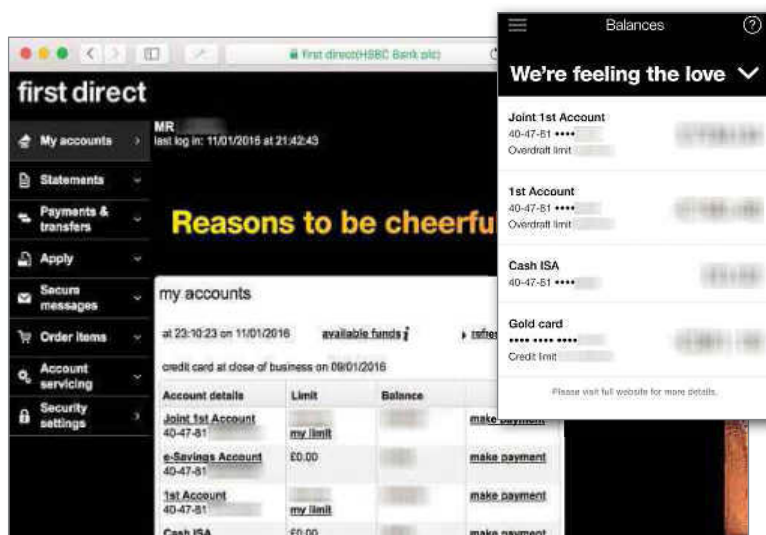 first direct(HSBC Bank plc)
first direct
My accounts
Statements
Payments &
transfers
Apply
Secure
messages
Order items
Account
servicing
Security
settings
MR
last log in: 11/01/2016 at 21:42:43
Reasons to be cheerfu
my accounts
at 23:10:23 on 11/01/2016 available funds i refre
credit card at close of business on 09/01/2016
Account details Limit Balance
Joint 1st Account make payment
40-47-81 my limit
e-Savings Account £0.00 make payment
40-47-81
1st Account make payment
40-47-81 my limit
Cash ISA £0.00 make payment
Balances ?
We're feeling the love
Joint 1st Account
40-47-81 ••••
Overdraft limit
1st Account
40-47-81 ••••
Overdraft limit
Cash ISA
40-47-81 ••••
Gold card
•••• •••• ••••
Credit limit
Please visit full website for more details.